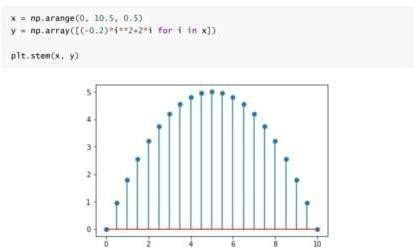 x = np.arange(0, 10.5, 0.5)
y = np.array([(-0.2)*i**2+2*i for i in x])
plt.stem(x, y)
5
4
3
2
1
0
0 2 4 6 8 10